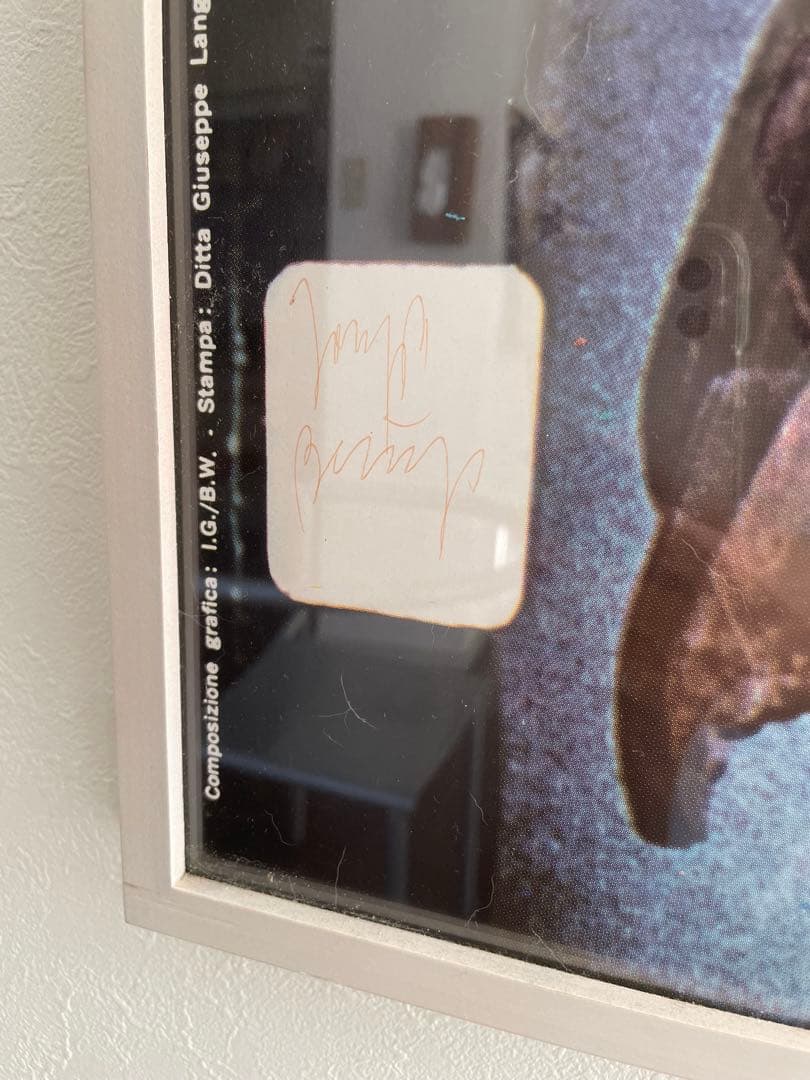 Composizione grafica: I.G./B.W. · Stampa: Ditta Giuseppe Lang